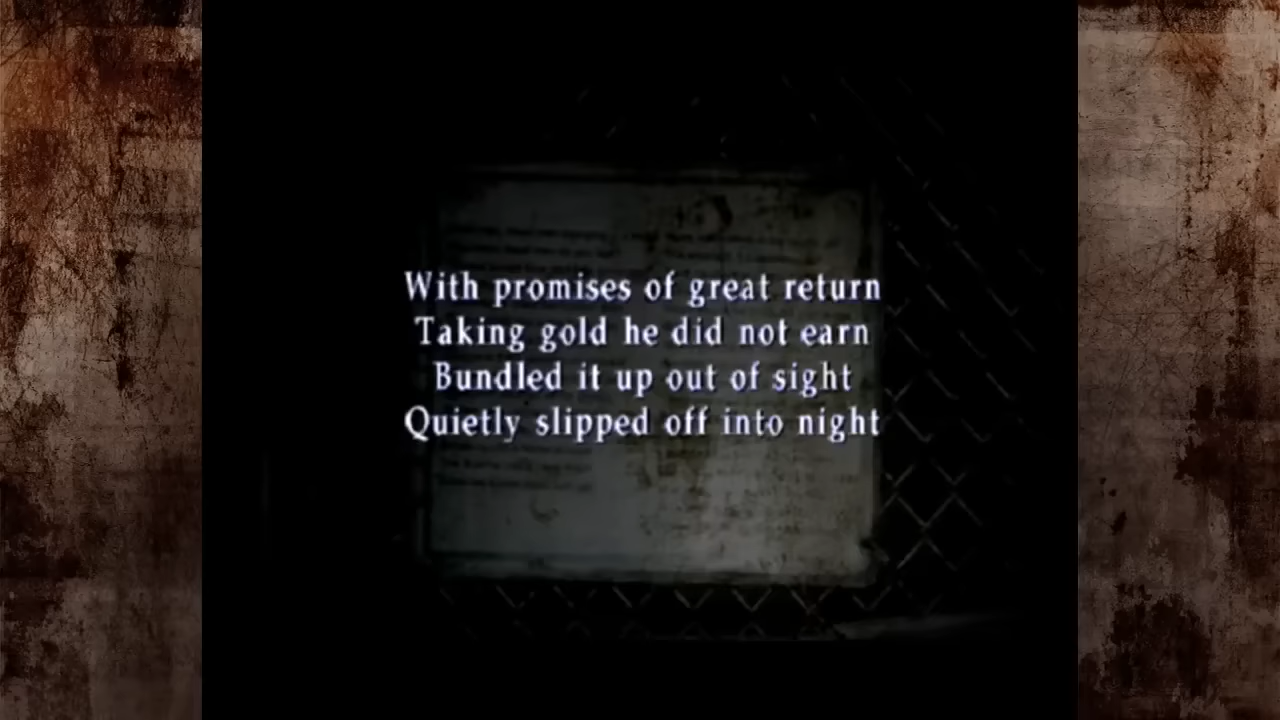 With promises of great return
Taking gold he did not earn
Bundled it up out of sight
Quietly slipped off into night